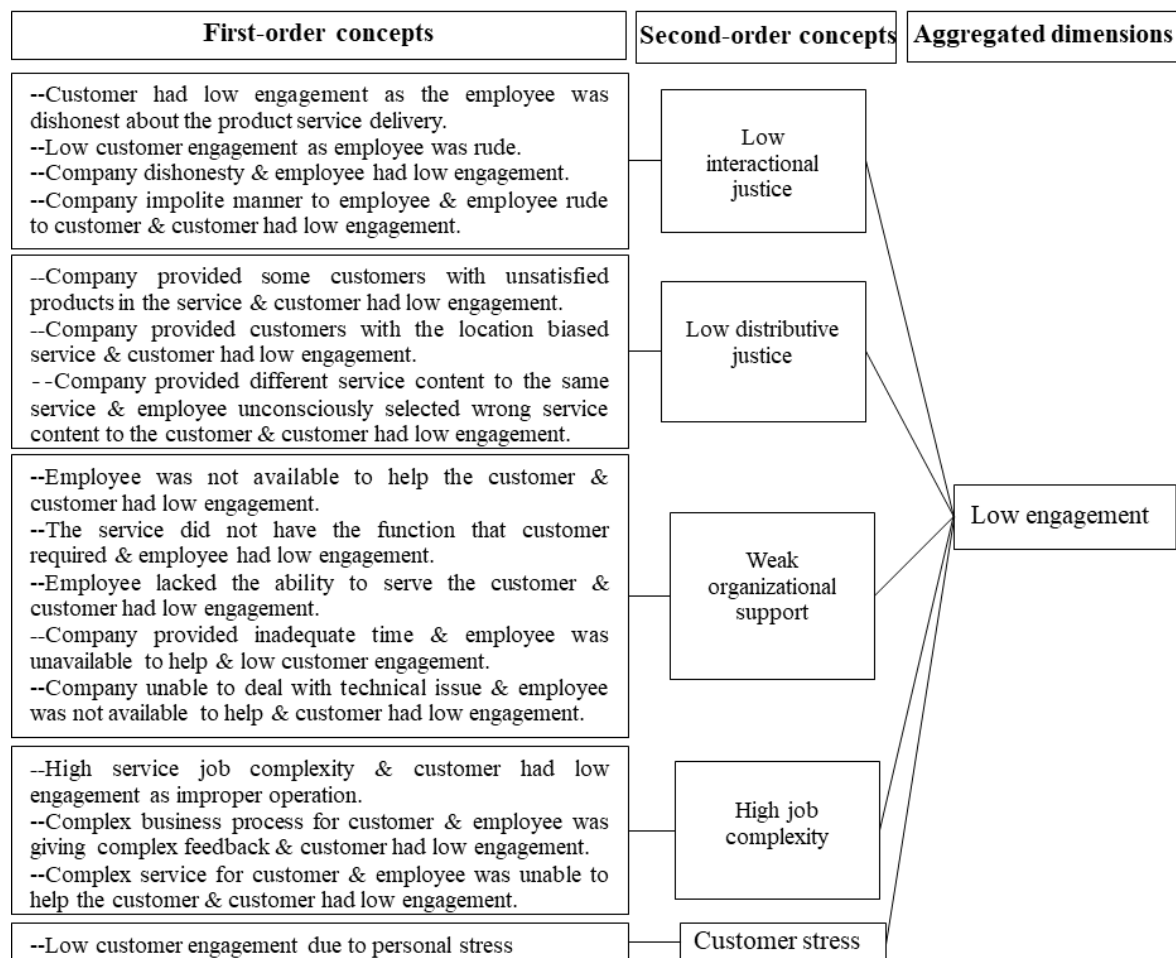 First-order concepts
Second-order concepts
Aggregated dimensions
--Customer had low engagement as the employee was
dishonest about the product service delivery.
--Low customer engagement as employee was rude.
--Company dishonesty & employee had low engagement.
--Company impolite manner to employee & employee rude
to customer & customer had low engagement.
Low
interactional
justice
--Company provided some customers with unsatisfied
products in the service & customer had low engagement.
--Company provided customers with the location biased
service & customer had low engagement.
--Company provided different service content to the same
service & employee unconsciously selected wrong service
content to the customer & customer had low engagement.
Low distributive
justice
--Employee was not available to help the customer &
customer had low engagement.
--The service did not have the function that customer
required & employee had low engagement.
--Employee lacked the ability to serve the customer &
customer had low engagement.
--Company provided inadequate time & employee was
unavailable to help & low customer engagement.
--Company unable to deal with technical issue & employee
was not available to help & customer had low engagement.
Weak
organizational
support
Low engagement
--High service job complexity & customer had low
engagement as improper operation.
--Complex business process for customer & employee was
giving complex feedback & customer had low engagement.
--Complex service for customer & employee was unable to
help the customer & customer had low engagement.
High job
complexity
--Low customer engagement due to personal stress
Customer stress